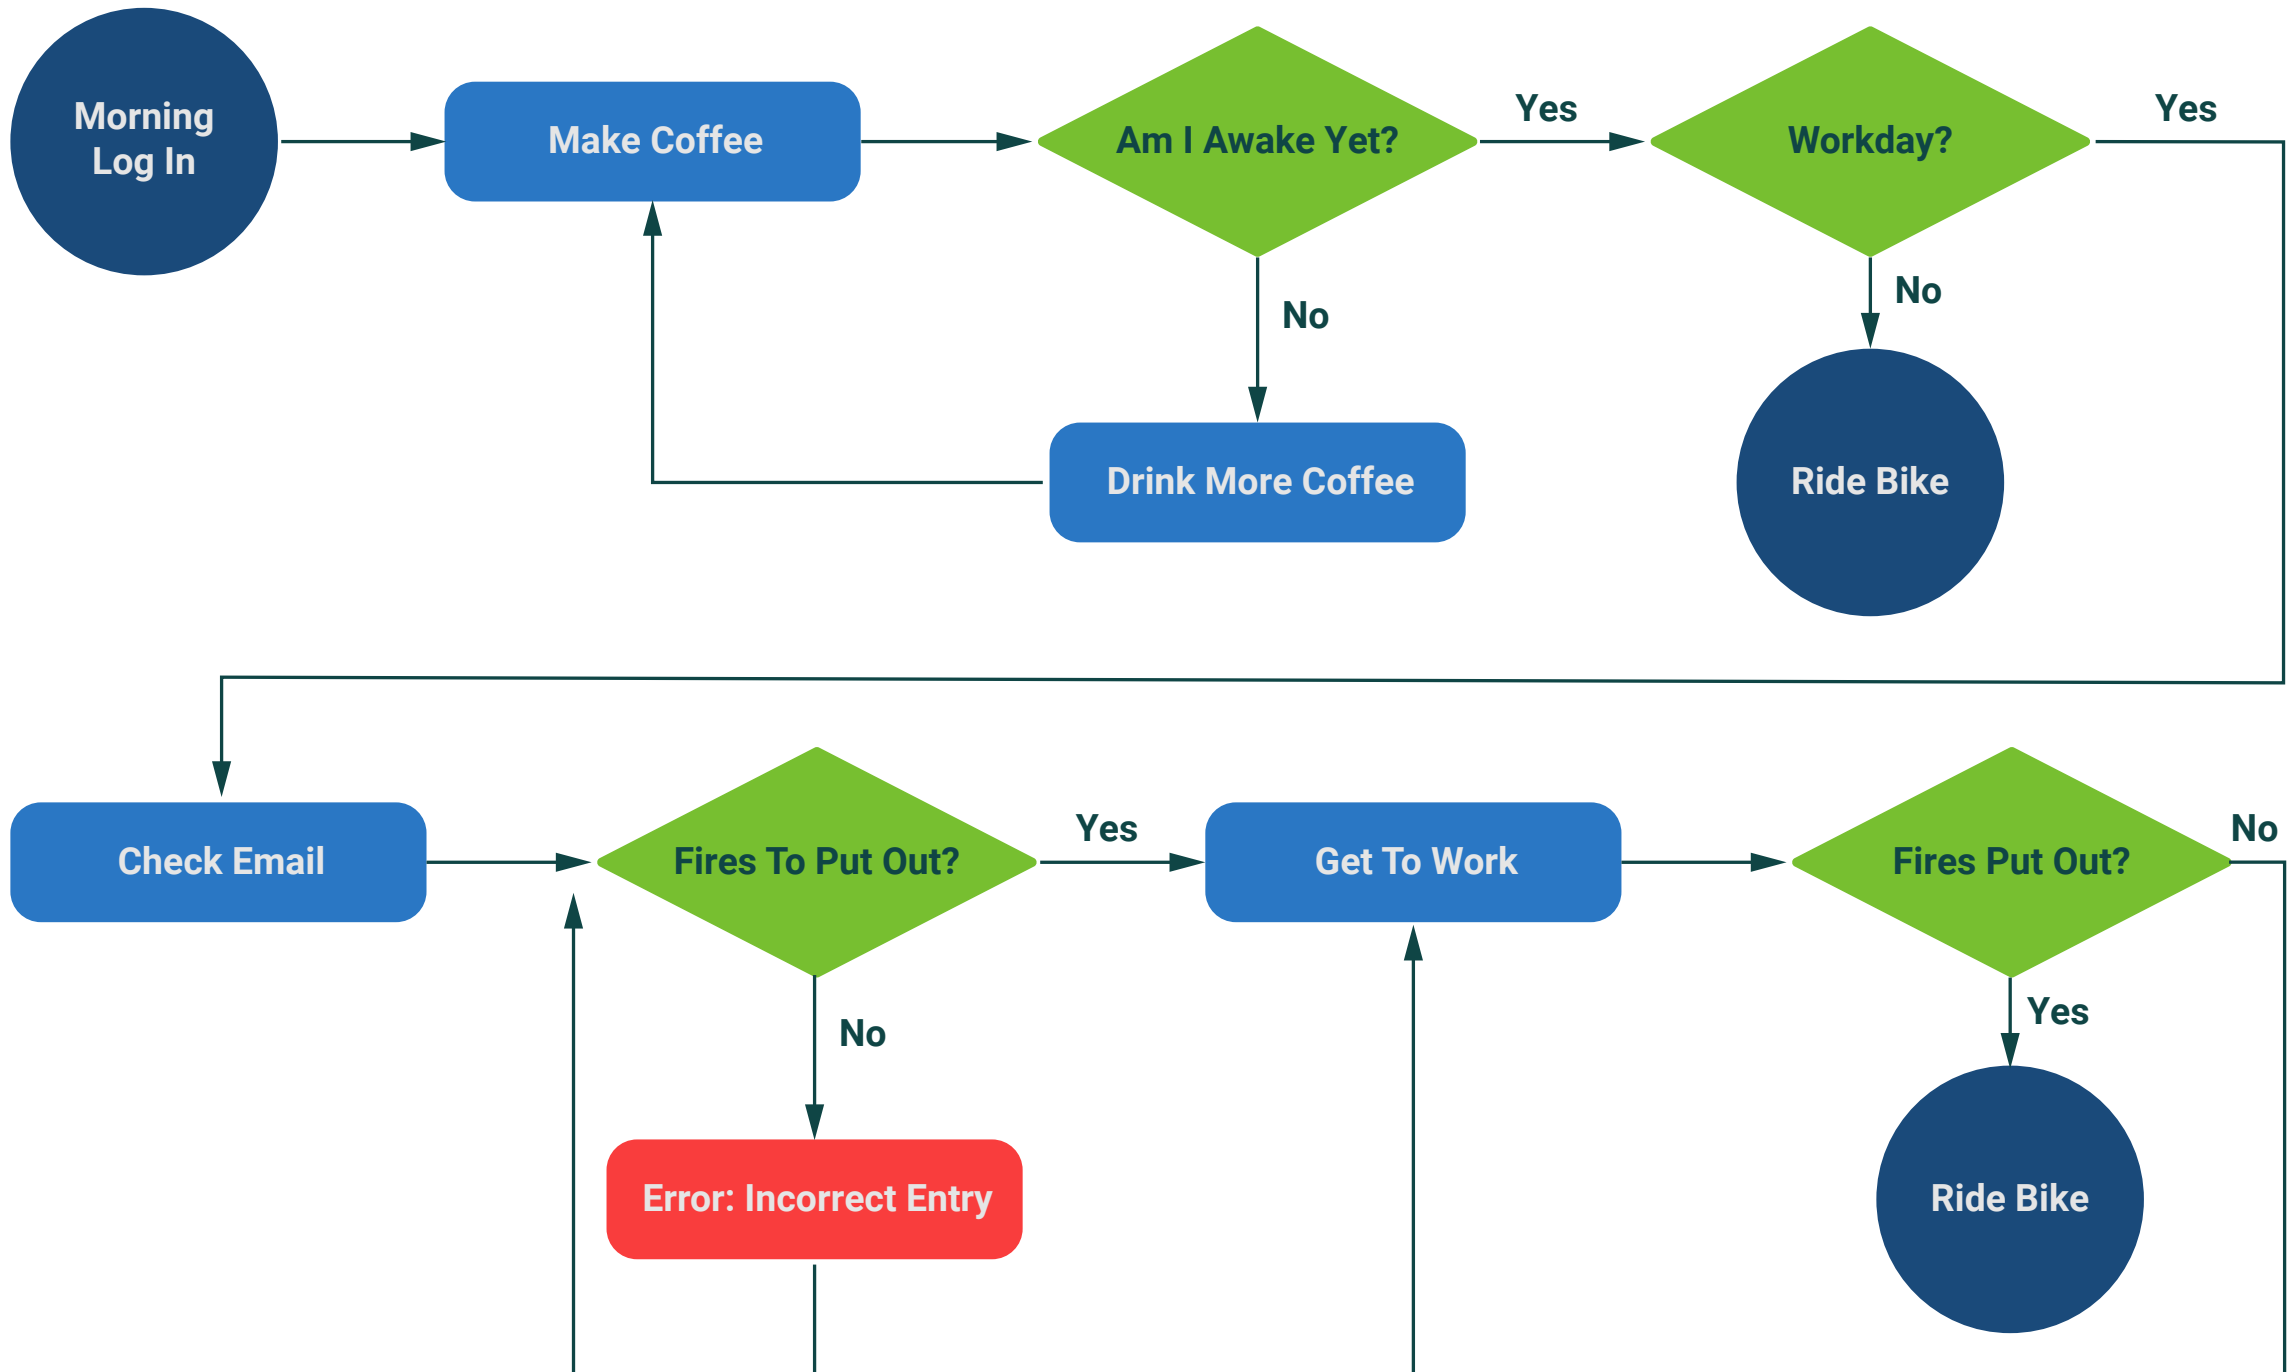 Morning
Log In
Make Coffee
Am I Awake Yet?
Yes
Workday?
Yes
No
No
Drink More Coffee
Ride Bike
Check Email
Fires To Put Out?
Yes
Get To Work
Fires Put Out?
No
No
Yes
Error: Incorrect Entry
Ride Bike